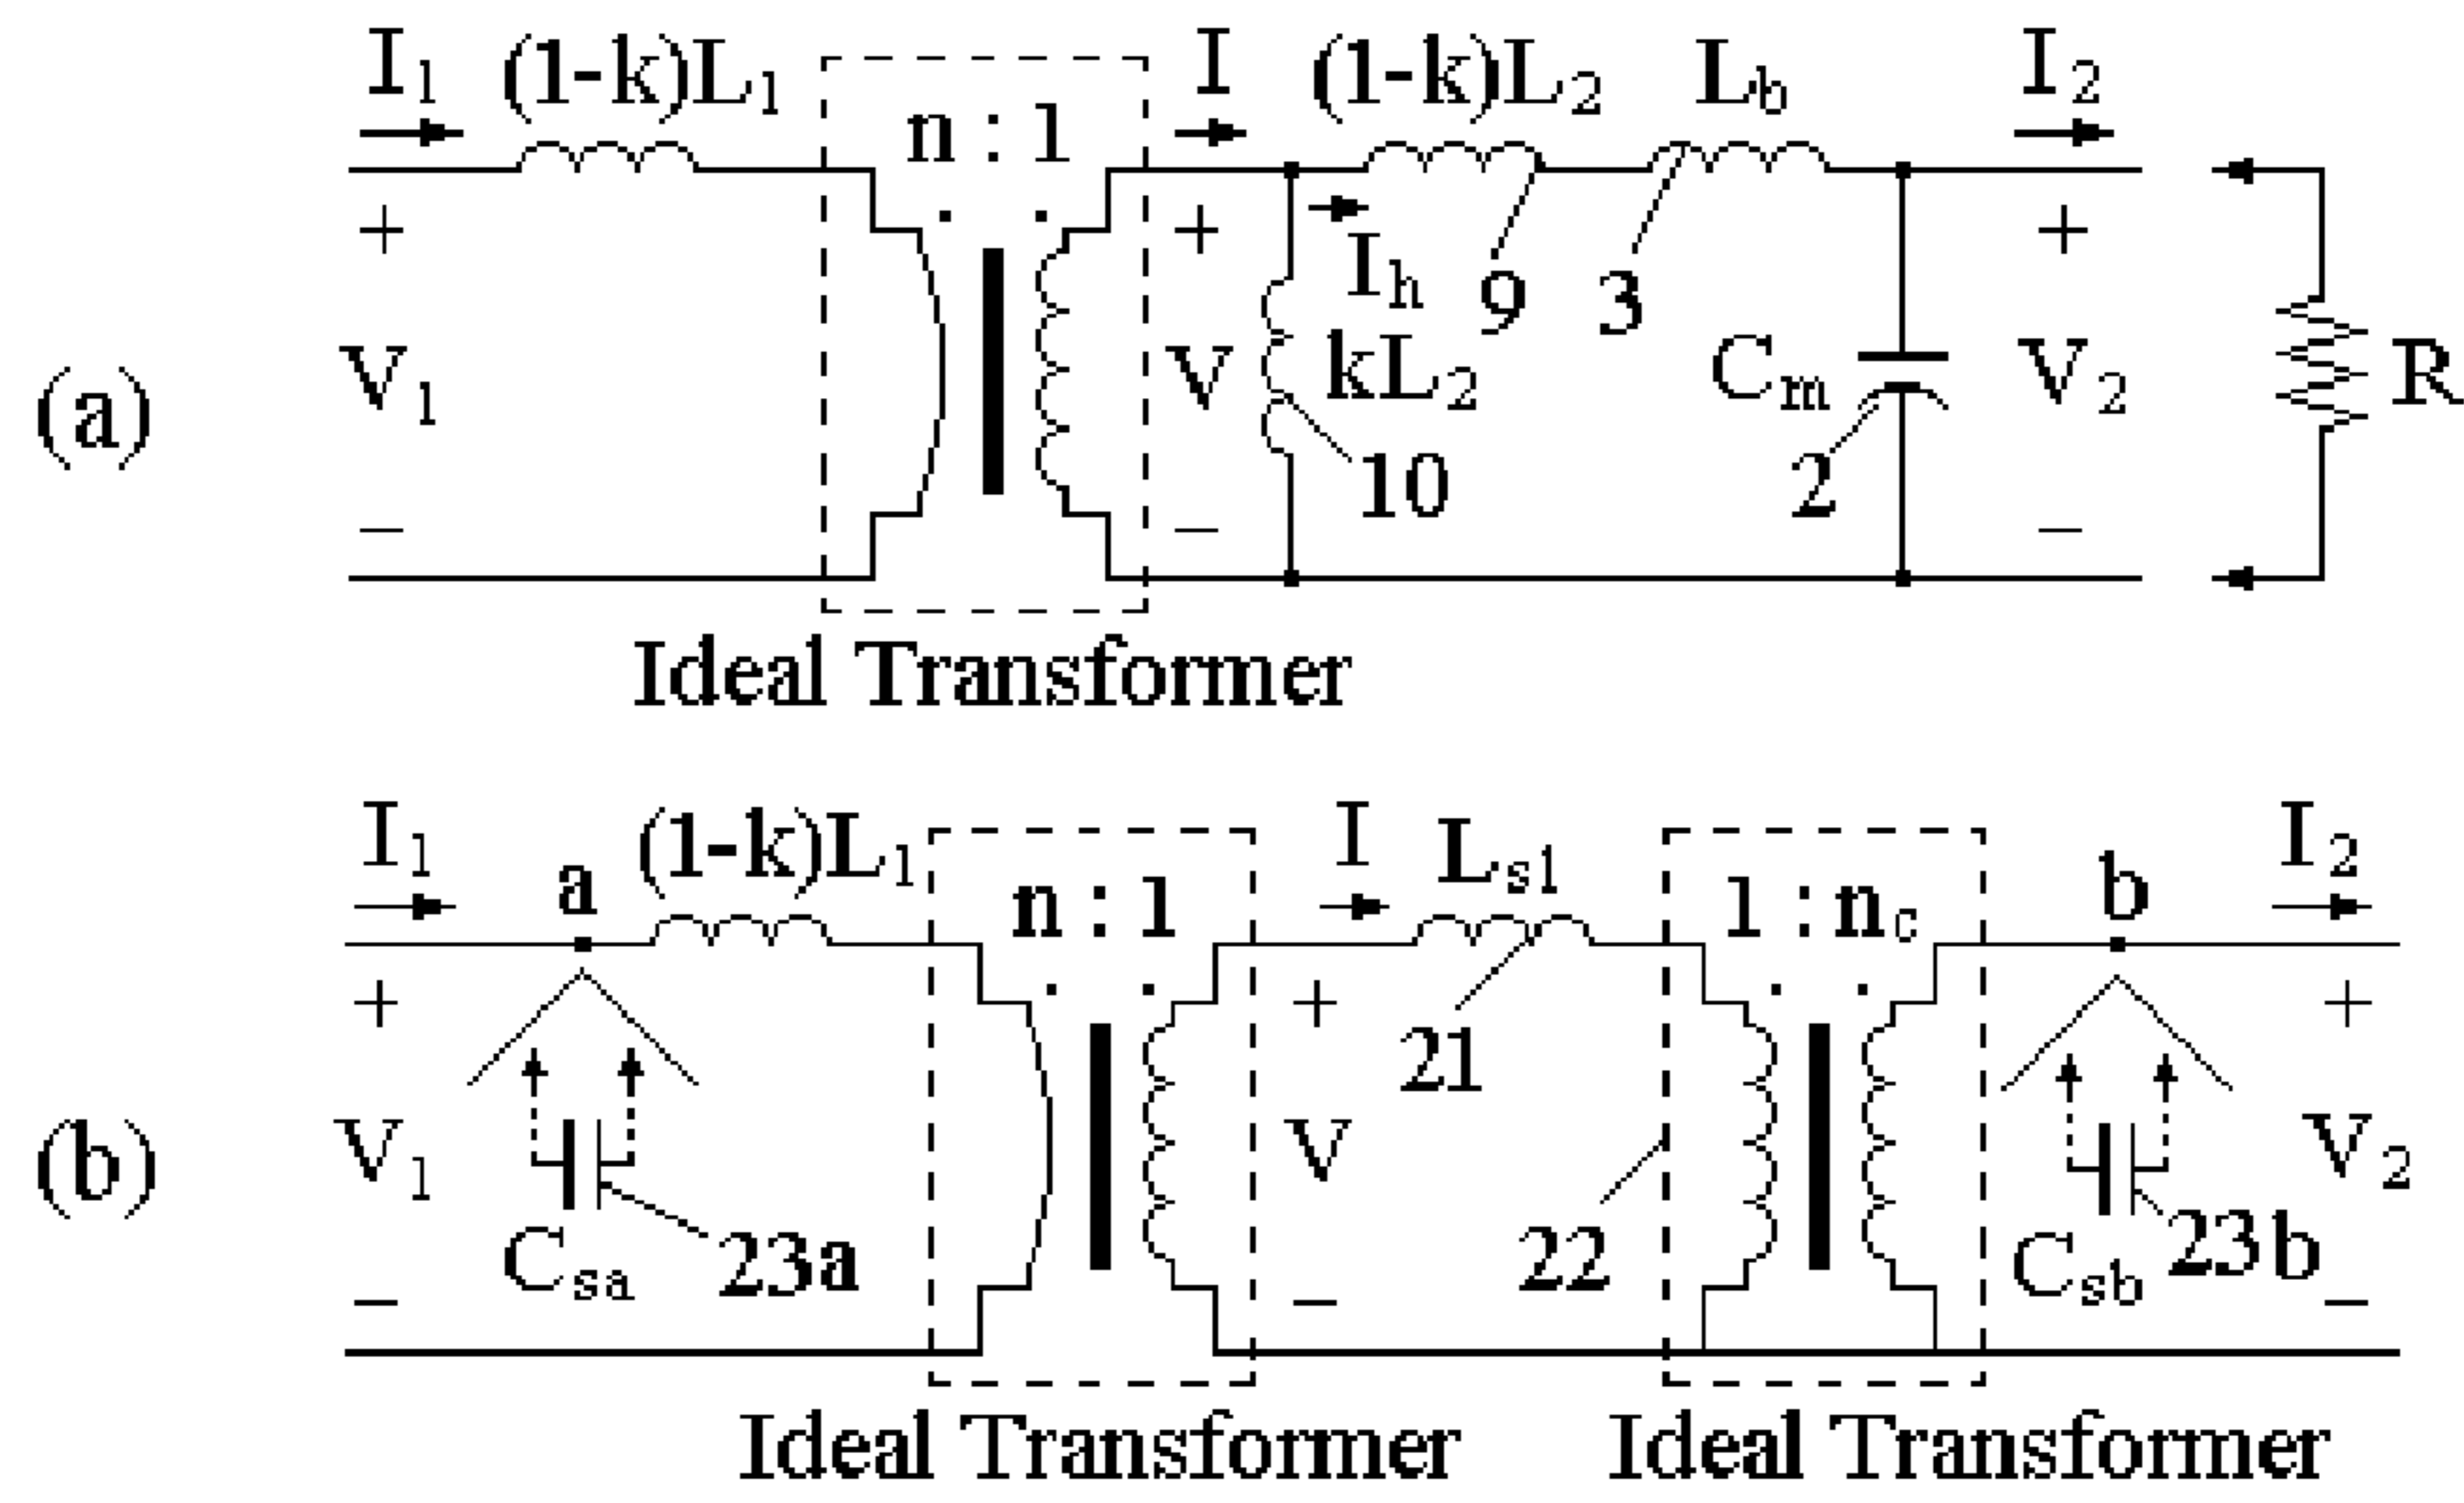 I1 (1-k)L1 I (1-k)L2 Lb I2
n : 1
+ + +
Ih 9 3
(a) V1 V kL2 Cm V2 R
10 2
− − −
Ideal Transformer
I1 a (1-k)L1 I Ls1 b I2
n : 1 1 : nc
+ + +
21
(b) V1 V V2
Csa 23a 22 Csb 23b
− − −
Ideal Transformer Ideal Transformer